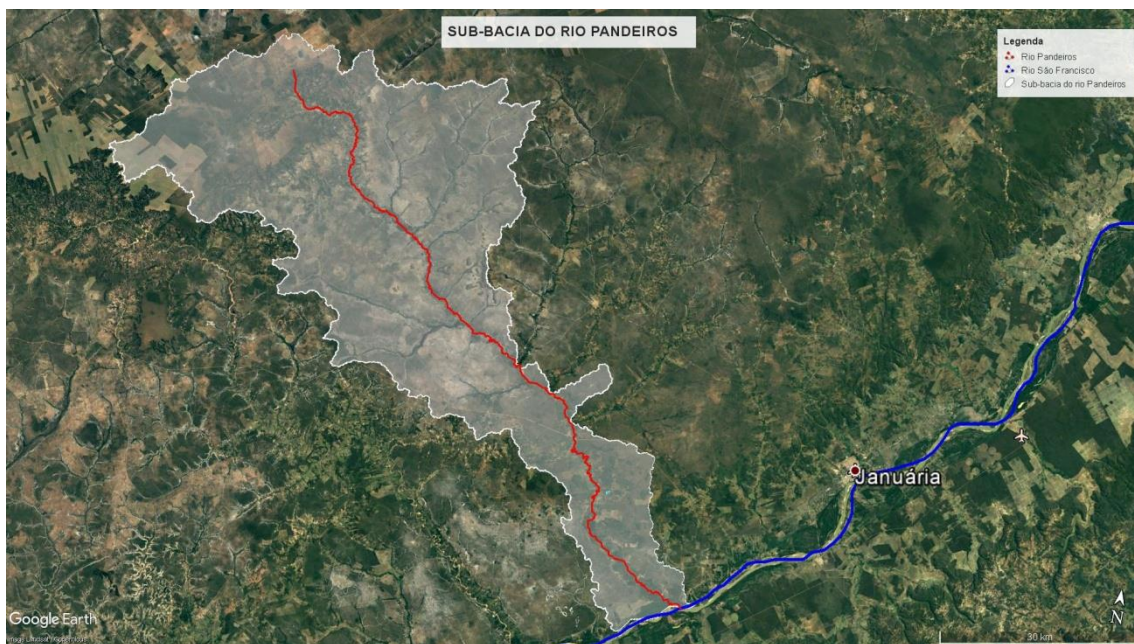 SUB-BACIA DO RIO PANDEIROS
Legenda
Rio Pandeiros
Rio São Francisco
Sub-bacia do rio Pandeiros
Januária
Google Earth
N
30 km